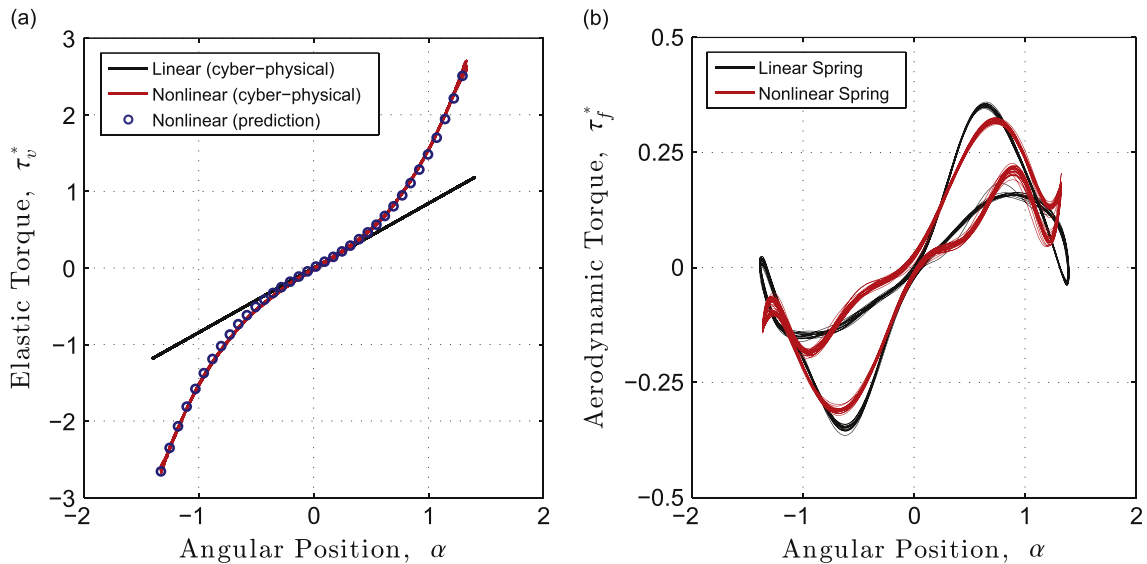 (a)
3
2
1
0
−1
−2
−3
−2
−1
0
1
2
Elastic Torque, τv*
Angular Position, α
Linear (cyber−physical)
Nonlinear (cyber−physical)
Nonlinear (prediction)
(b)
0.5
0.25
0
−0.25
−0.5
−2
−1
0
1
2
Aerodynamic Torque, τf*
Angular Position, α
Linear Spring
Nonlinear Spring